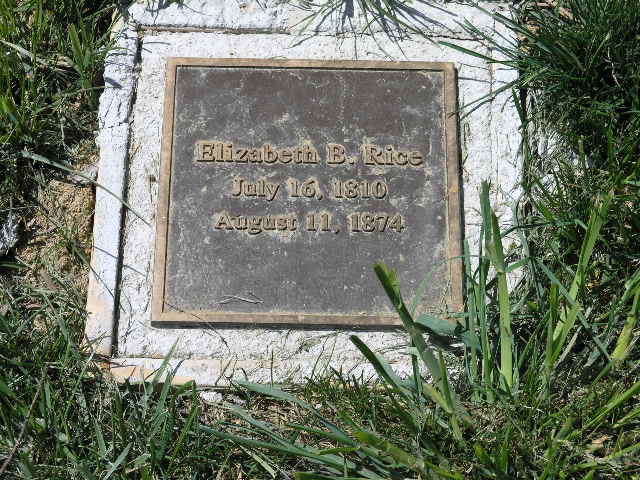 Elizabeth B. Rice
July 16, 1810
August 11, 1874